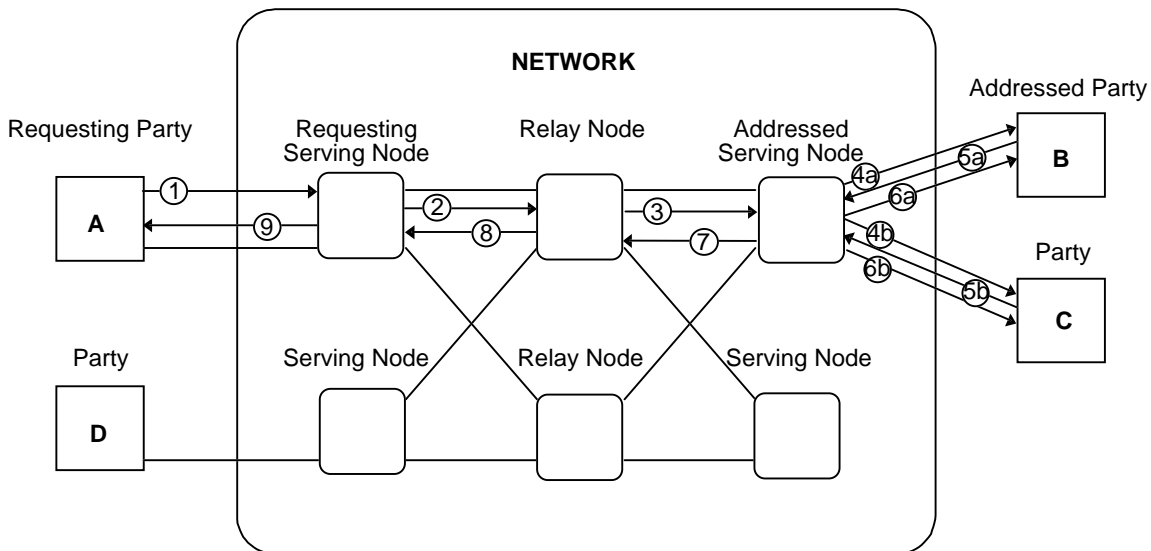 NETWORK
Addressed Party
Requesting Party
Requesting
Serving Node
Relay Node
Addressed
Serving Node
1
2
3
4a
5a
6a
B
A
9
8
7
4b
6b
5b
Party
C
Party
Serving Node
Relay Node
Serving Node
D